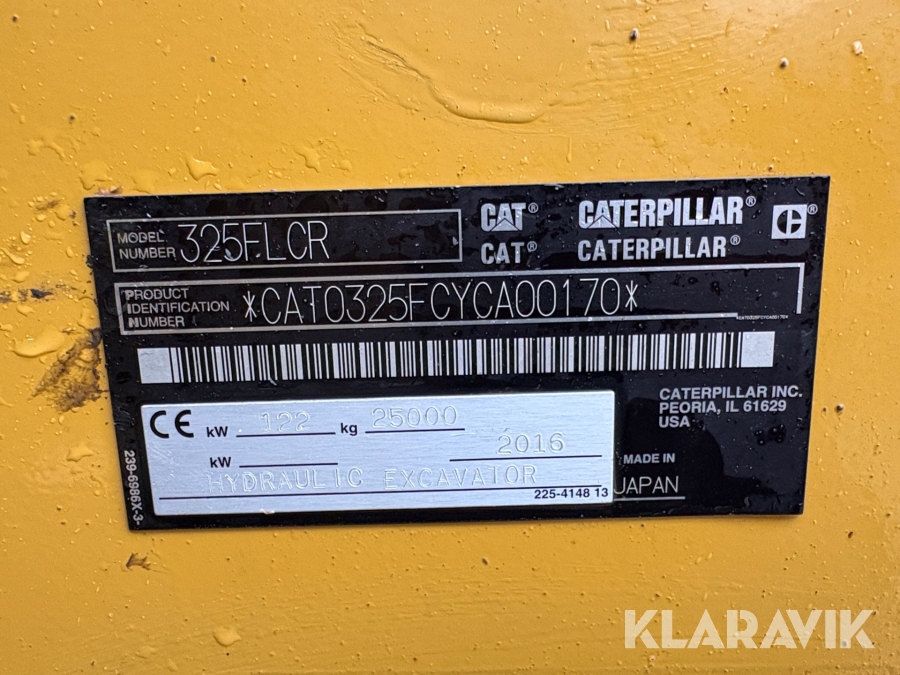 MODEL NUMBER 325FLCR
CAT® CATERPILLAR® C®
CAT® CATERPILLAR®
PRODUCT IDENTIFICATION NUMBER *CAT0325FCYCA00170*
*CAT0325FCYCA00170*
CATERPILLAR INC.
PEORIA, IL 61629
USA
CE kW 122 kg 25000
kW 2016
HYDRAULIC EXCAVATOR
225-4148 13
MADE IN
JAPAN
239-6986X-3
KLARAVIK